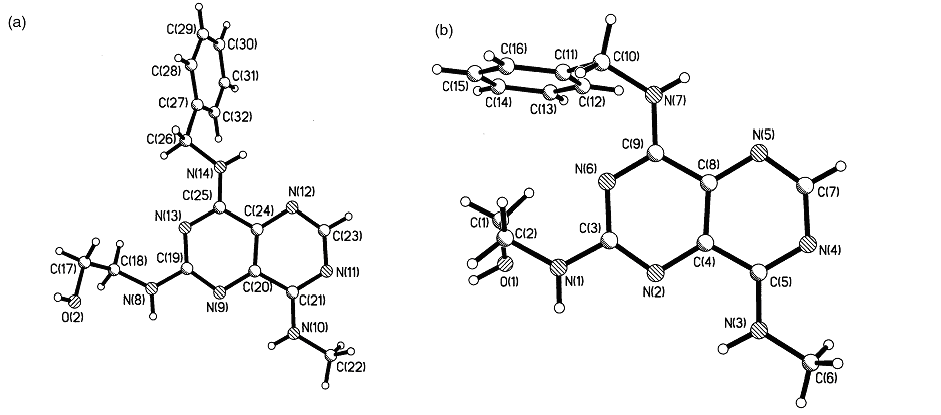 (a)
C(29)
C(30)
C(28)
C(31)
C(27)
C(32)
C(26)
N(14)
C(25)
N(12)
N(13)
C(24)
C(23)
C(17)
C(18)
C(19)
N(11)
C(20)
N(8)
N(9)
C(21)
O(2)
N(10)
C(22)
(b)
C(16)
C(11)
C(10)
C(15)
C(14)
C(13)
C(12)
N(7)
C(9)
N(5)
N(6)
C(8)
C(7)
C(1)
C(2)
C(3)
N(4)
C(4)
O(1)
N(1)
N(2)
C(5)
N(3)
C(6)